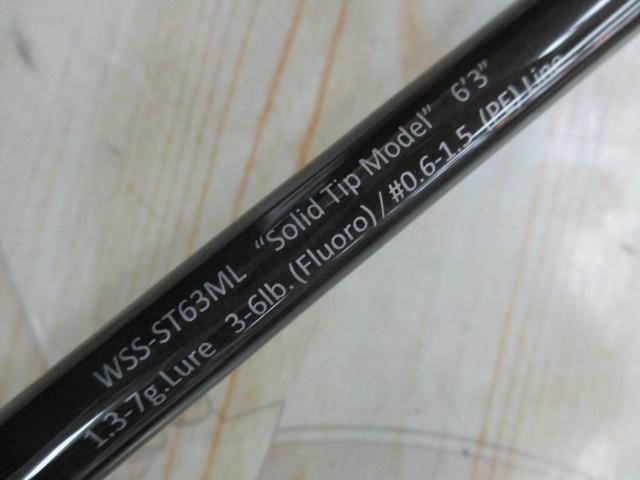 WSS-ST63ML "Solid Tip Model" 6'3"
1.3-7g.Lure 3-6lb.(Fluoro) / #0.6-1.5 (PE) Line